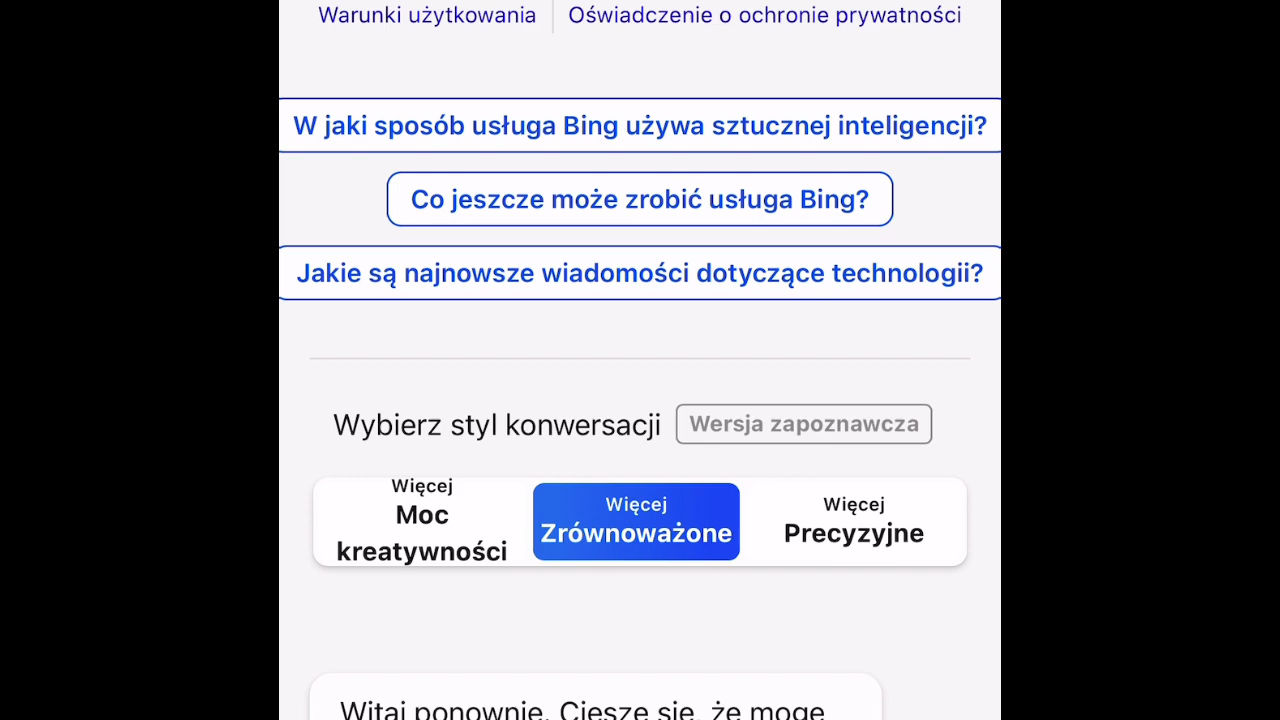 Warunki użytkowania Oświadczenie o ochronie prywatności
W jaki sposób usługa Bing używa sztucznej inteligencji?
Co jeszcze może zrobić usługa Bing?
Jakie są najnowsze wiadomości dotyczące technologii?
Wybierz styl konwersacji Wersja zapoznawcza
Więcej
Moc
kreatywności
Więcej
Zrównoważone
Więcej
Precyzyjne
Witaj ponownie. Cieszę się, że mogę